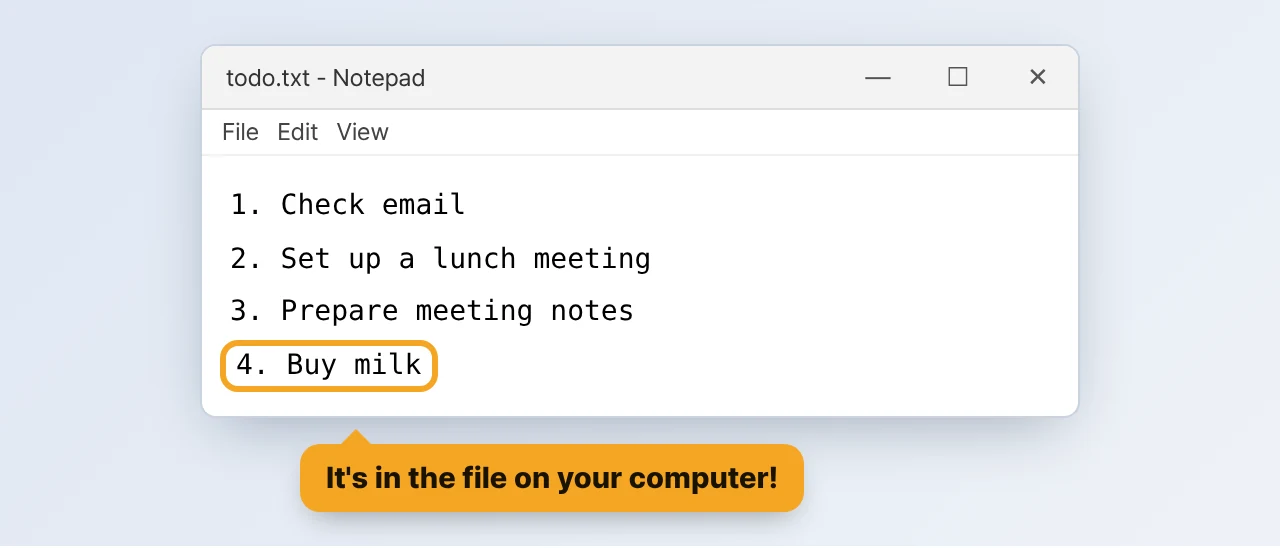 todo.txt - Notepad
File Edit View
1. Check email
2. Set up a lunch meeting
3. Prepare meeting notes
4. Buy milk
It's in the file on your computer!